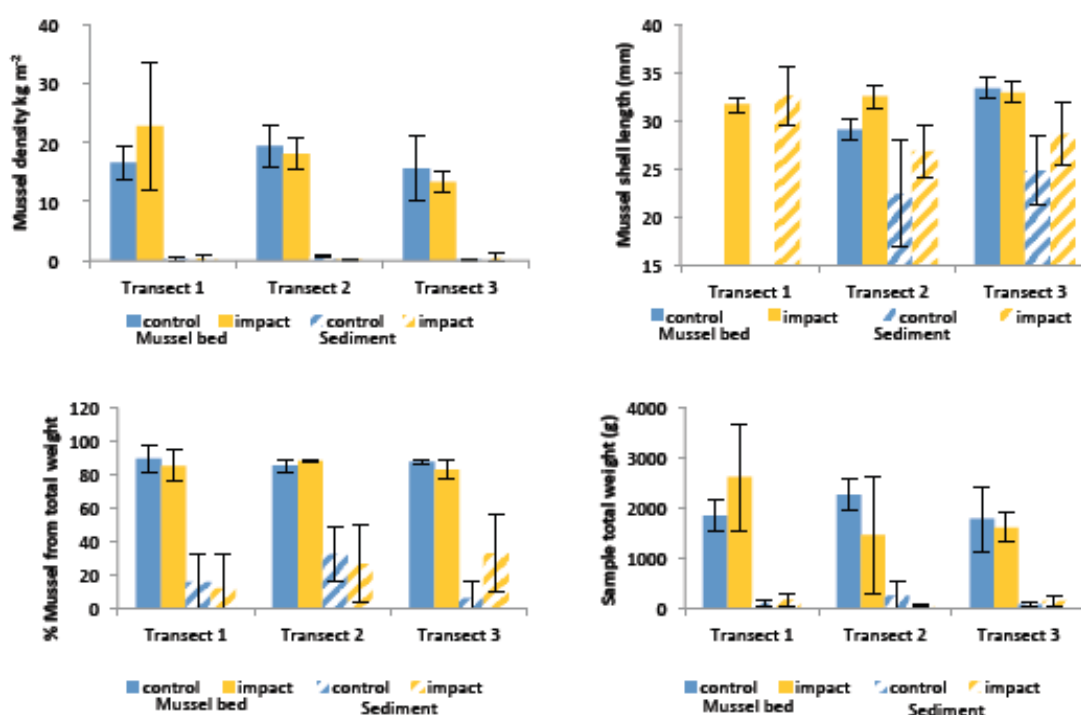 Mussel density kg m⁻²
40
30
20
10
0
Transect 1 Transect 2 Transect 3
control impact control impact
Mussel bed Sediment
Mussel shell length (mm)
40
35
30
25
20
15
Transect 1 Transect 2 Transect 3
control impact control impact
Mussel bed Sediment
% Mussel from total weight
120
100
80
60
40
20
0
Transect 1 Transect 2 Transect 3
control impact control impact
Mussel bed Sediment
Sample total weight (g)
4000
3000
2000
1000
0
Transect 1 Transect 2 Transect 3
control impact control impact
Mussel bed Sediment